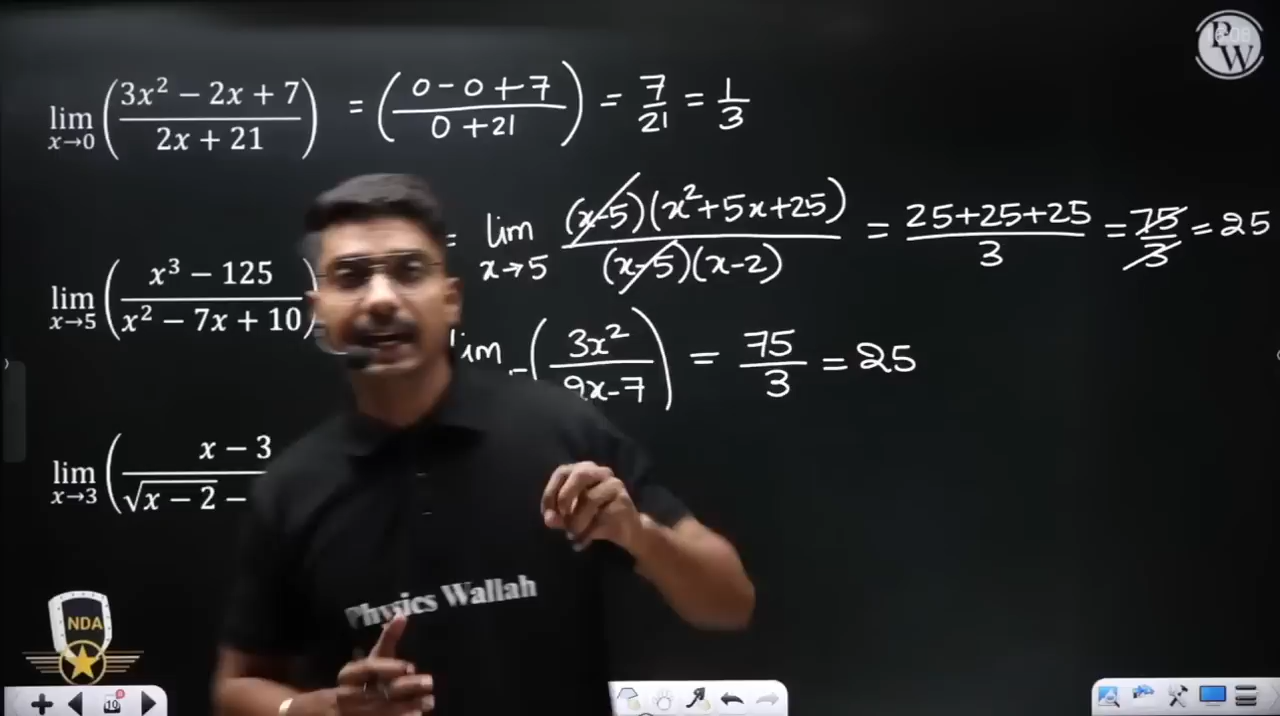 lim x→0 (3x² − 2x + 7 / 2x + 21) = (0 − 0 + 7 / 0 + 21) = 7/21 = 1/3
lim x→5 (x³ − 125 / x² − 7x + 10)
= lim x→5 (x−5)(x²+5x+25) / (x−5)(x−2) = 25+25+25 / 3 = 75/3 = 25
lim (3x² / 2x−7) = 75/3 = 25
lim x→3 (x − 3 / √x − 2 −
Physics Wallah
NDA
PW